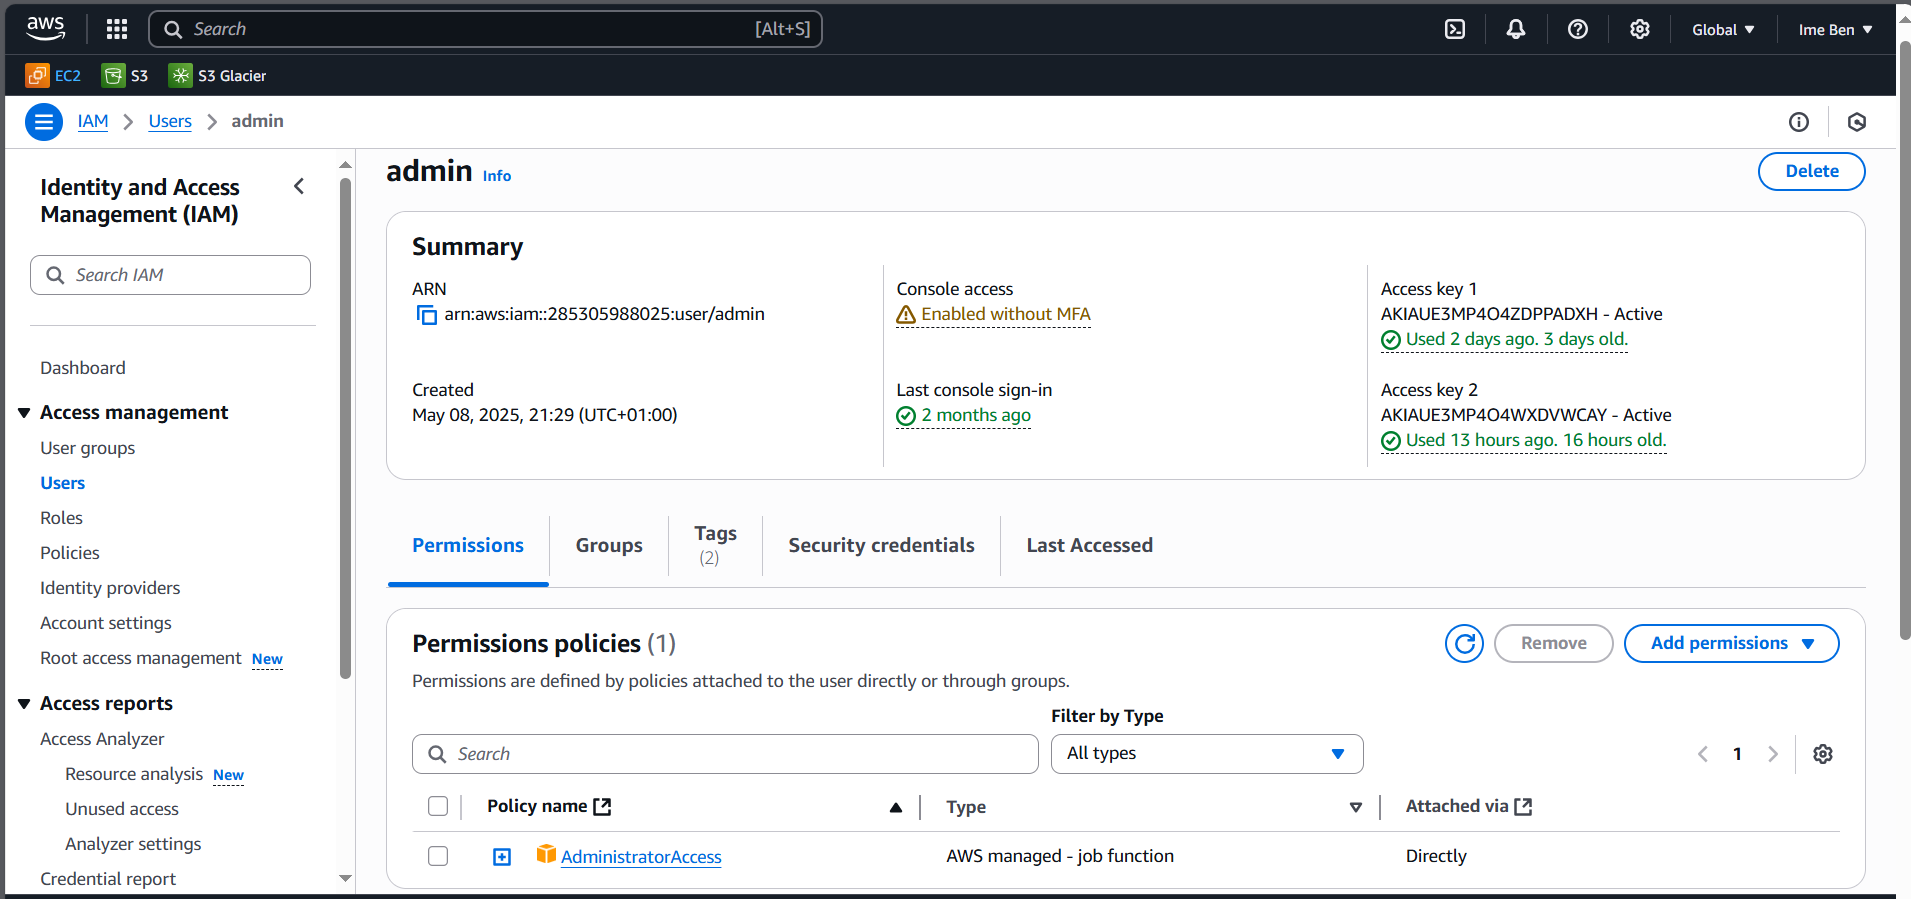 aws
Search [Alt+S]
Global
Ime Ben
EC2
S3
S3 Glacier
IAM
Users
admin
Identity and Access
Management (IAM)
Search IAM
Dashboard
Access management
User groups
Users
Roles
Policies
Identity providers
Account settings
Root access management New
Access reports
Access Analyzer
Resource analysis New
Unused access
Analyzer settings
Credential report
admin Info
Delete
Summary
ARN
arn:aws:iam::285305988025:user/admin
Created
May 08, 2025, 21:29 (UTC+01:00)
Console access
Enabled without MFA
Last console sign-in
2 months ago
Access key 1
AKIAUE3MP4O4ZDPPADXH - Active
Used 2 days ago. 3 days old.
Access key 2
AKIAUE3MP4O4WXDVWCAY - Active
Used 13 hours ago. 16 hours old.
Permissions
Groups
Tags
(2)
Security credentials
Last Accessed
Permissions policies (1)
Remove
Add permissions
Permissions are defined by policies attached to the user directly or through groups.
Filter by Type
Search
All types
1
Policy name
Type
Attached via
AdministratorAccess
AWS managed - job function
Directly